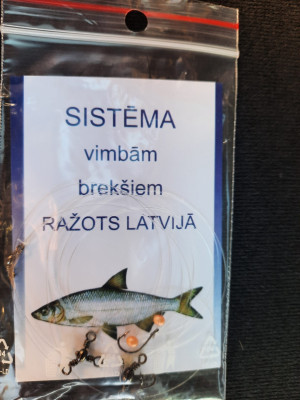 SISTĒMA
vimbām
brekšiem
RAŽOTS LATVIJĀ